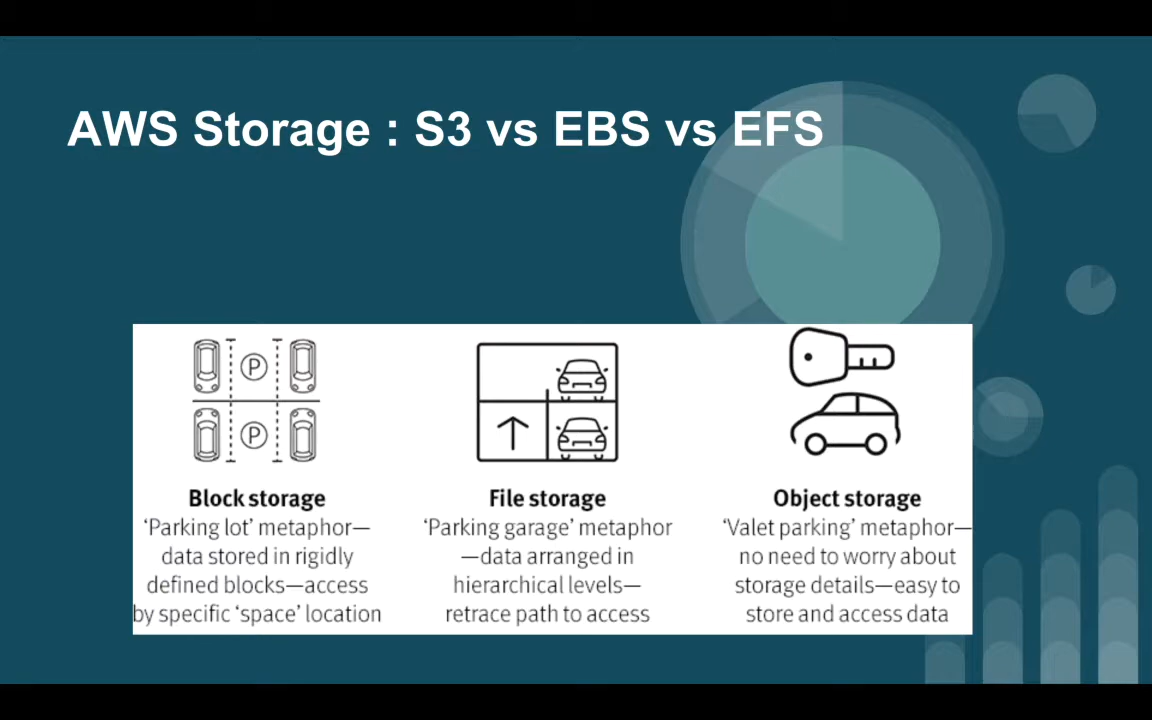 AWS Storage : S3 vs EBS vs EFS
P
P
Block storage
‘Parking lot’ metaphor—
data stored in rigidly
defined blocks—access
by specific ‘space’ location
File storage
‘Parking garage’ metaphor
—data arranged in
hierarchical levels—
retrace path to access
Object storage
‘Valet parking’ metaphor—
no need to worry about
storage details—easy to
store and access data